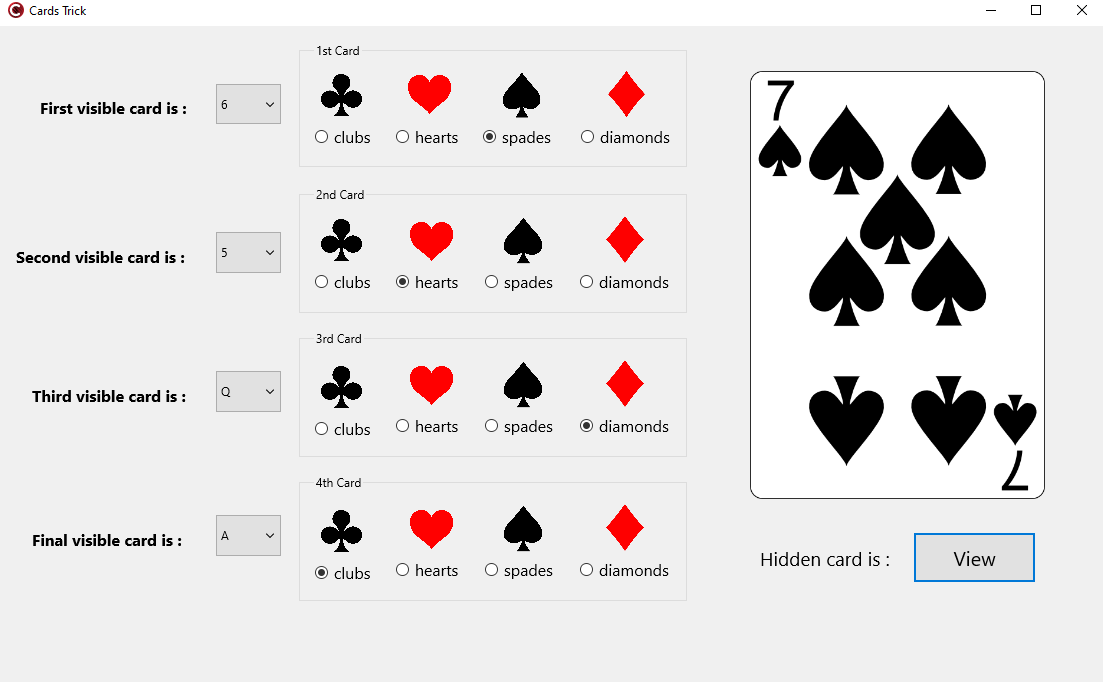 Cards Trick
1st Card
First visible card is :
6
clubs
hearts
spades
diamonds
2nd Card
Second visible card is :
5
clubs
hearts
spades
diamonds
3rd Card
Third visible card is :
Q
clubs
hearts
spades
diamonds
4th Card
Final visible card is :
A
clubs
hearts
spades
diamonds
7
7
Hidden card is :
View